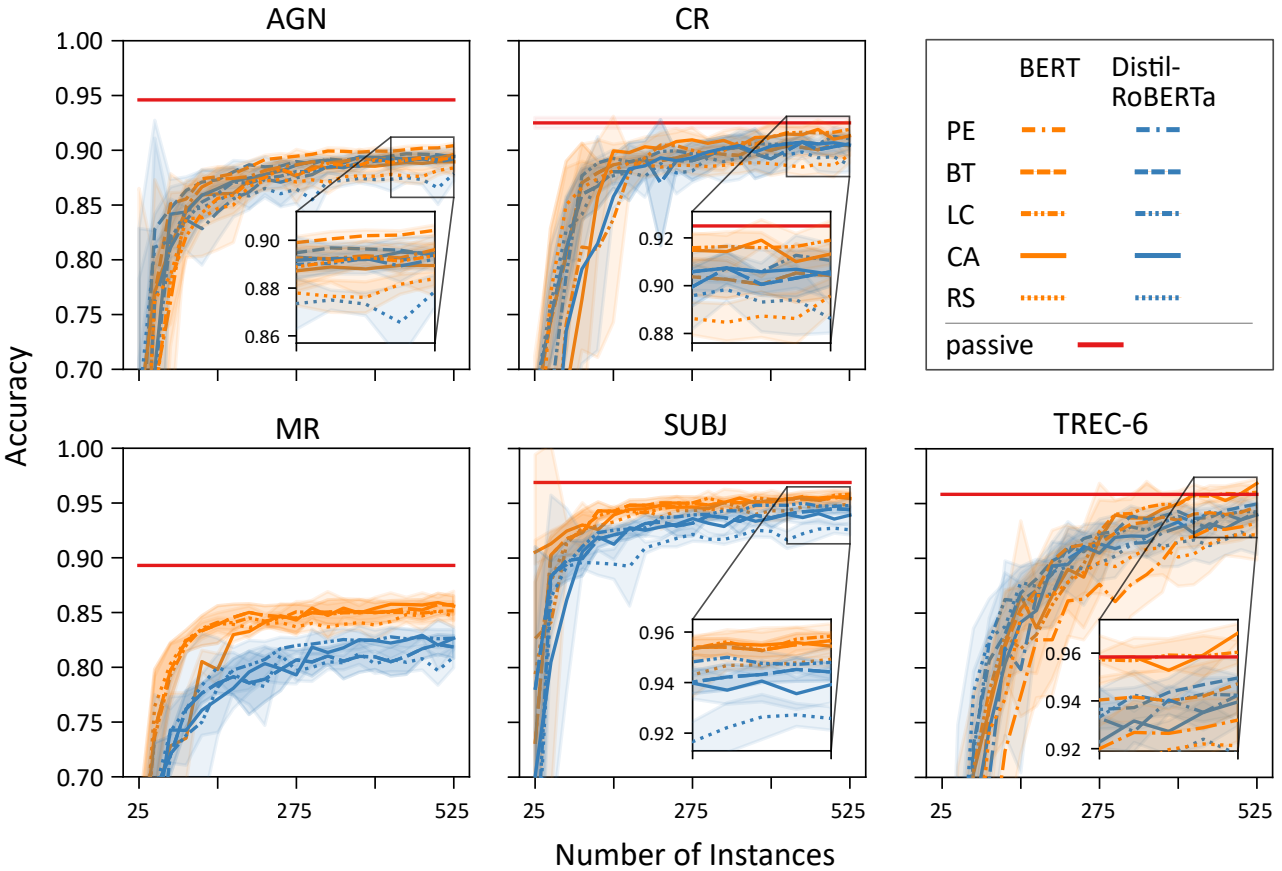 AGN
CR
1.00
0.95
0.90
0.85
0.80
0.75
0.70
0.90
0.88
0.86
0.92
0.90
0.88
BERT
Distil-
RoBERTa
PE
BT
LC
CA
RS
passive
Accuracy
MR
SUBJ
TREC-6
1.00
0.95
0.90
0.85
0.80
0.75
0.70
0.96
0.94
0.92
0.96
0.94
0.92
25 275 525
25 275 525
25 275 525
Number of Instances